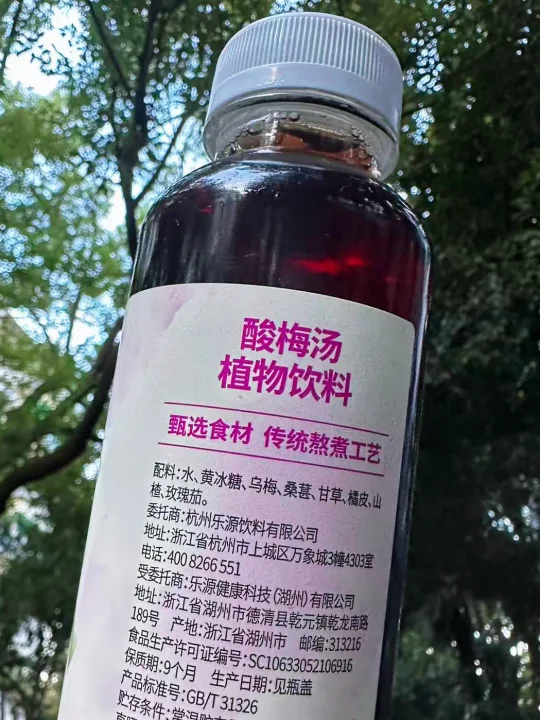 酸梅汤
植物饮料
甄选食材 传统熬煮工艺
配料:水、黄冰糖、乌梅、桑葚、甘草、橘皮、山
楂、玫瑰茄。
委托商:杭州乐源饮料有限公司
地址:浙江省杭州市上城区万象城3幢4303室
电话:400 8266 551
受委托商:乐源健康科技(湖州)有限公司
地址:浙江省湖州市德清县乾元镇乾龙南路
189号 产地:浙江省湖州市 邮编:313216
食品生产许可证编号:SC10633052106916
保质期:9个月 生产日期:见瓶盖
产品标准号:GB/T 31326
贮存条件:常温贮存